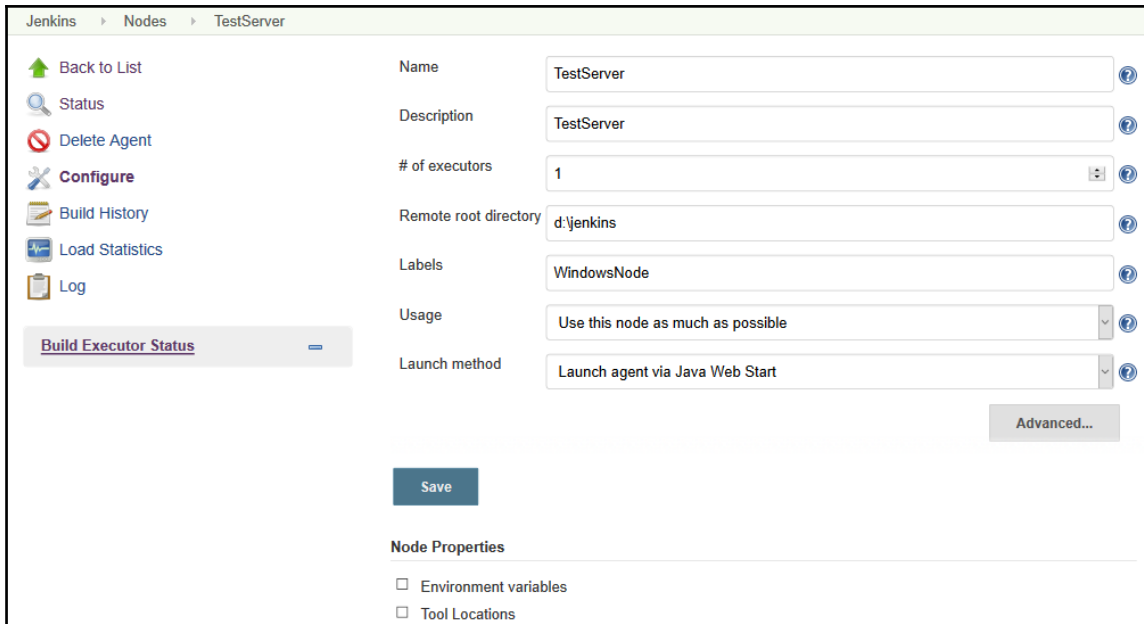 Jenkins Nodes TestServer
Back to List
Status
Delete Agent
Configure
Build History
Load Statistics
Log
Build Executor Status
Name TestServer
Description TestServer
# of executors 1
Remote root directory d:\jenkins
Labels WindowsNode
Usage Use this node as much as possible
Launch method Launch agent via Java Web Start
Advanced...
Save
Node Properties
Environment variables
Tool Locations